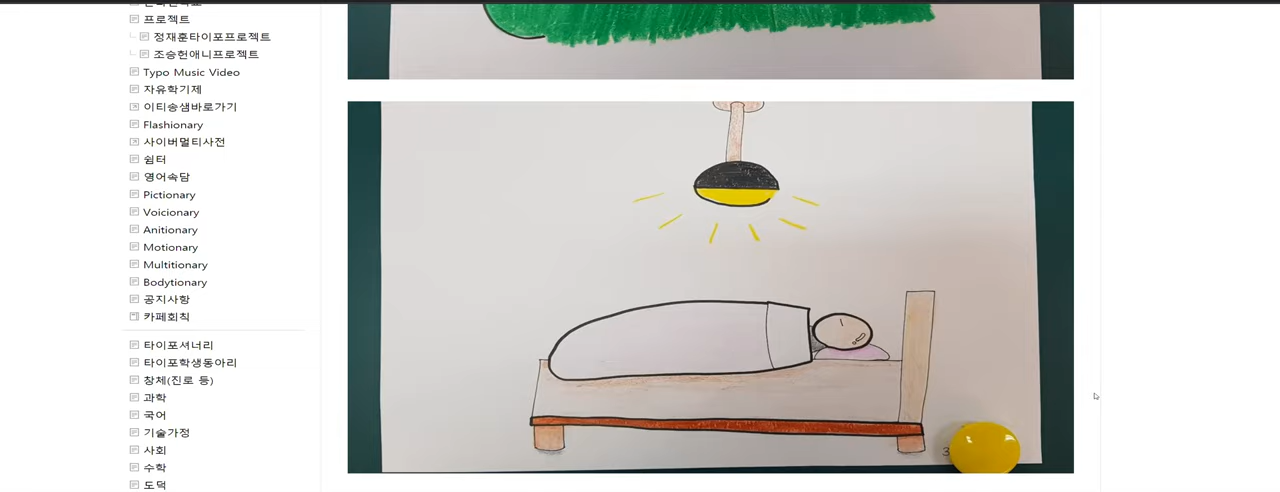 프로젝트
정재훈타이포프로젝트
조승헌애니프로젝트
Typo Music Video
자유학기제
이티송샘바로가기
Flashionary
사이버멀티사전
쉼터
영어속담
Pictionary
Voicionary
Anitionary
Motionary
Multitionary
Bodytionary
공지사항
카페회칙
타이포셔너리
타이포학생동아리
창체(진로 등)
과학
국어
기술가정
사회
수학
도덕
3